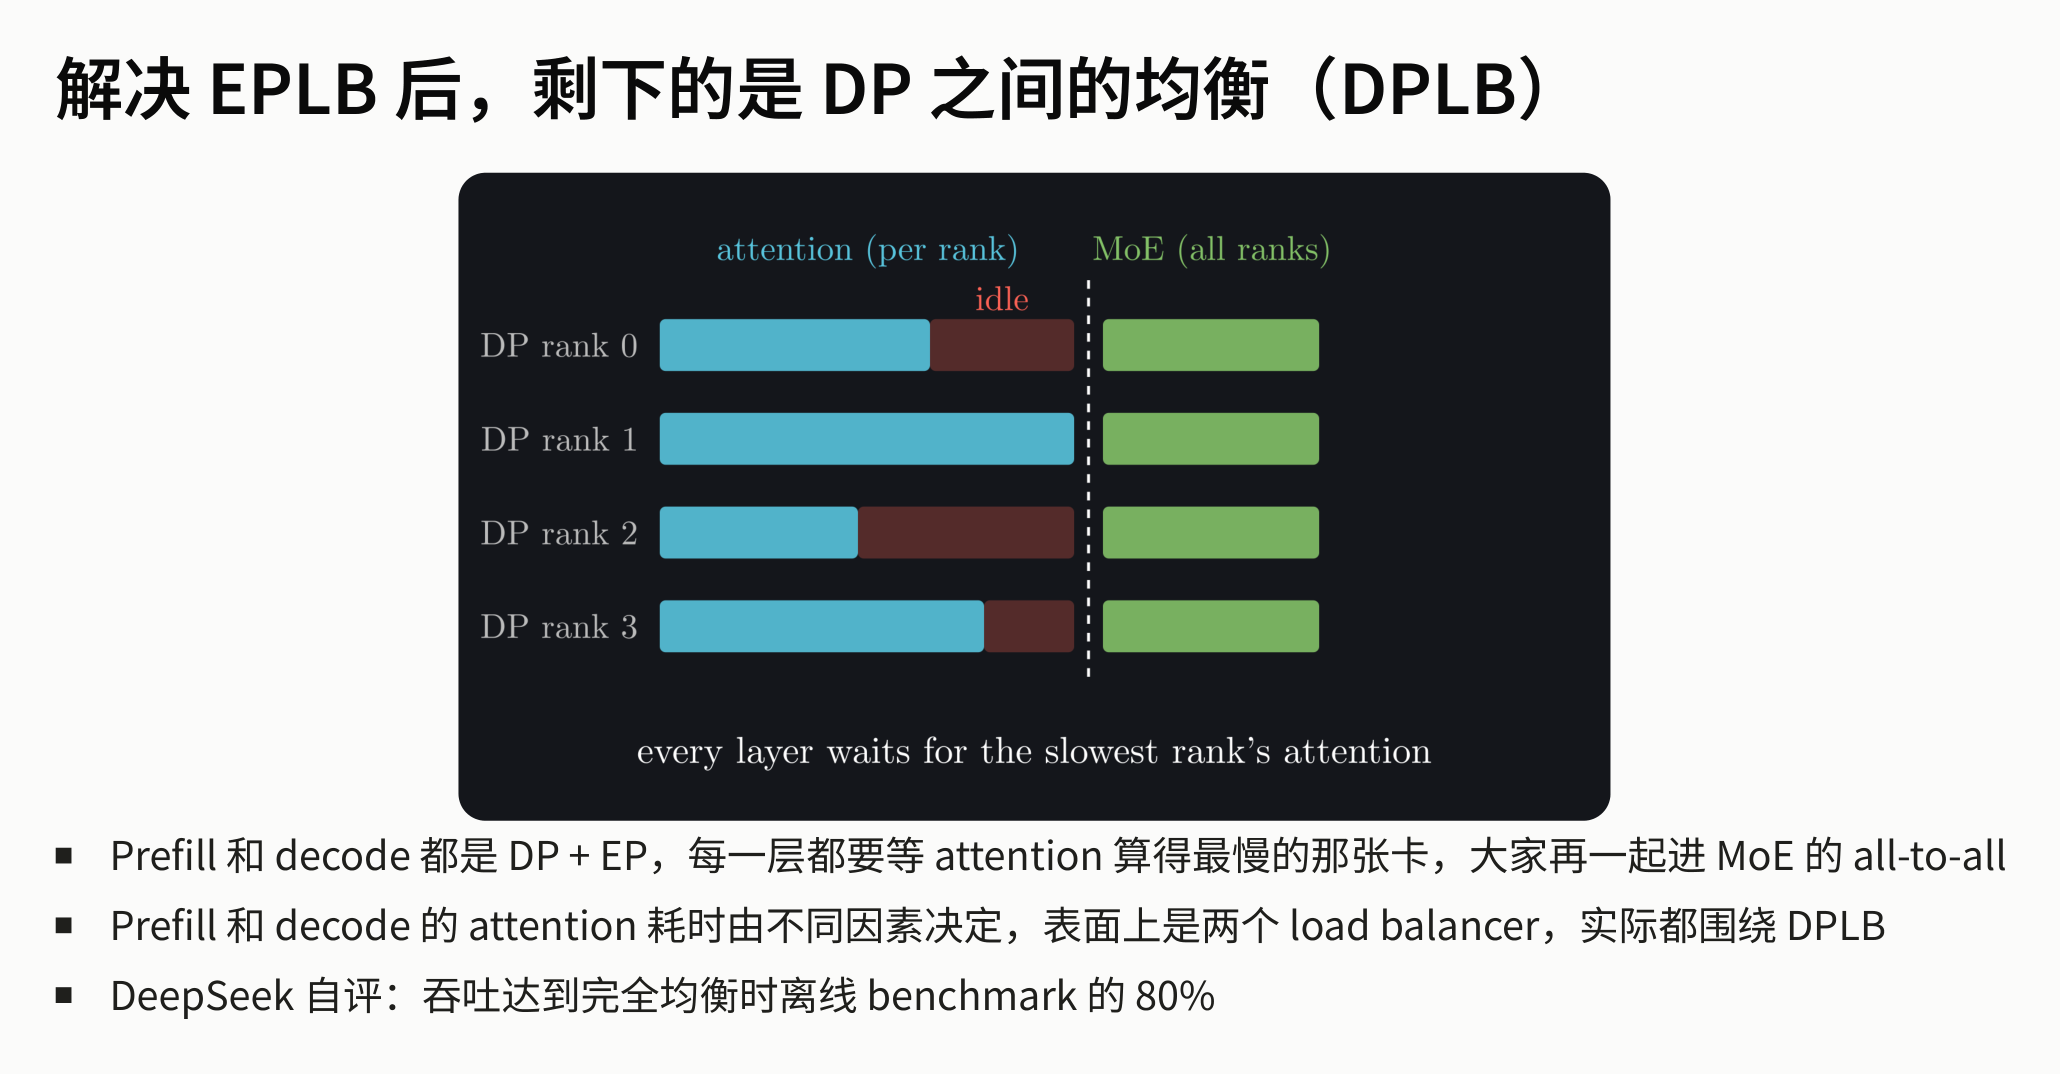 解决 EPLB 后，剩下的是 DP 之间的均衡（DPLB）
attention (per rank)
MoE (all ranks)
idle
DP rank 0
DP rank 1
DP rank 2
DP rank 3
every layer waits for the slowest rank's attention
▪ Prefill 和 decode 都是 DP + EP，每一层都要等 attention 算得最慢的那张卡，大家再一起进 MoE 的 all-to-all
▪ Prefill 和 decode 的 attention 耗时由不同因素决定，表面上是两个 load balancer，实际都围绕 DPLB
▪ DeepSeek 自评：吞吐达到完全均衡时离线 benchmark 的 80%